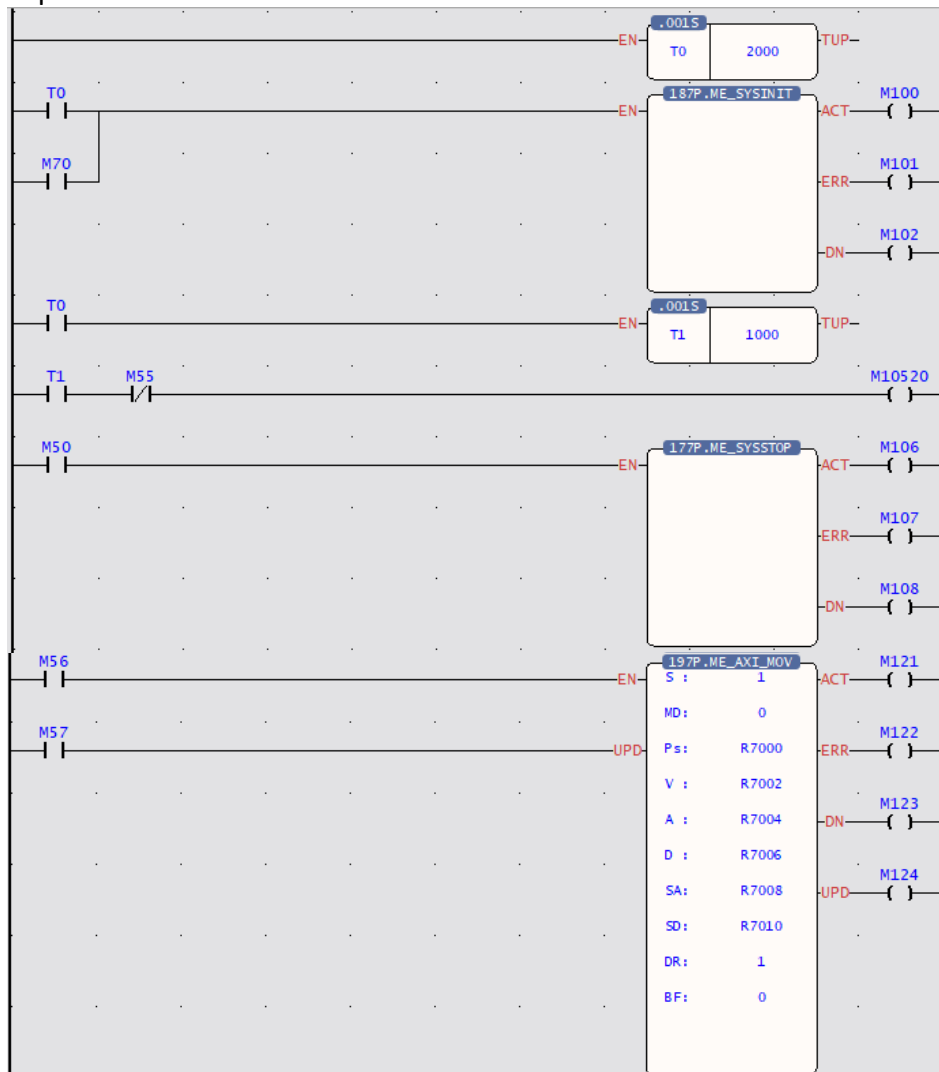 .001S
EN T0 2000 TUP
T0 187P.ME_SYSINIT M100
EN ACT
M70 M101
ERR
M102
DN
T0 .001S
EN T1 1000 TUP
T1 M55 M10520
M50 177P.ME_SYSSTOP M106
EN ACT
M107
ERR
M108
DN
M56 197P.ME_AXI_MOV M121
EN S : 1 ACT
MD: 0
M57 M122
UPD Ps: R7000 ERR
V : R7002
M123
A : R7004 DN
D : R7006
M124
SA: R7008 UPD
SD: R7010
DR: 1
BF: 0